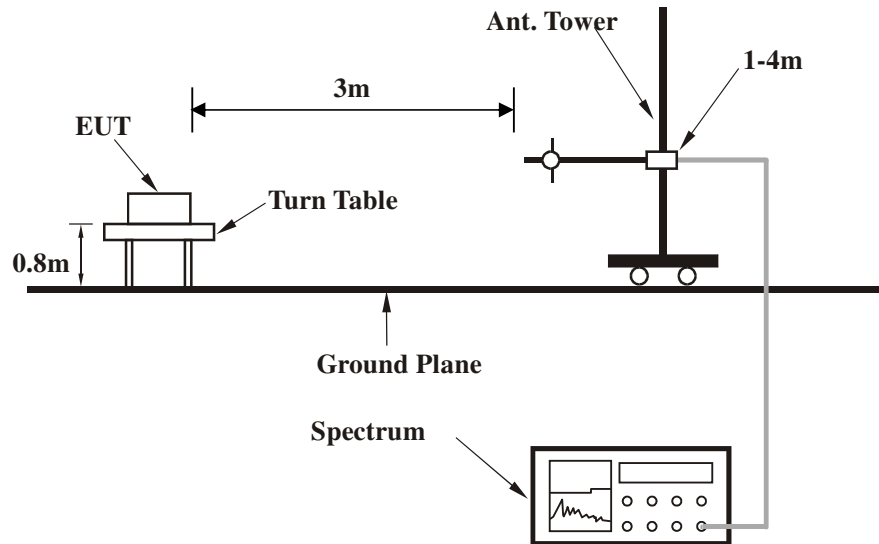 Ant. Tower
1-4m
3m
EUT
Turn Table
0.8m
Ground Plane
Spectrum